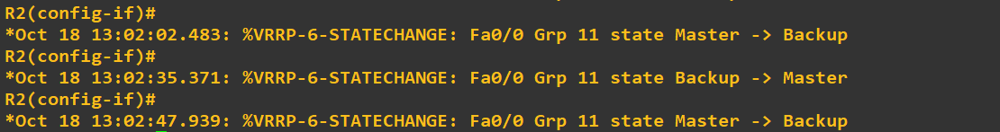 R2(config-if)#
*Oct 18 13:02:02.483: %VRRP-6-STATECHANGE: Fa0/0 Grp 11 state Master -> Backup
R2(config-if)#
*Oct 18 13:02:35.371: %VRRP-6-STATECHANGE: Fa0/0 Grp 11 state Backup -> Master
R2(config-if)#
*Oct 18 13:02:47.939: %VRRP-6-STATECHANGE: Fa0/0 Grp 11 state Master -> Backup